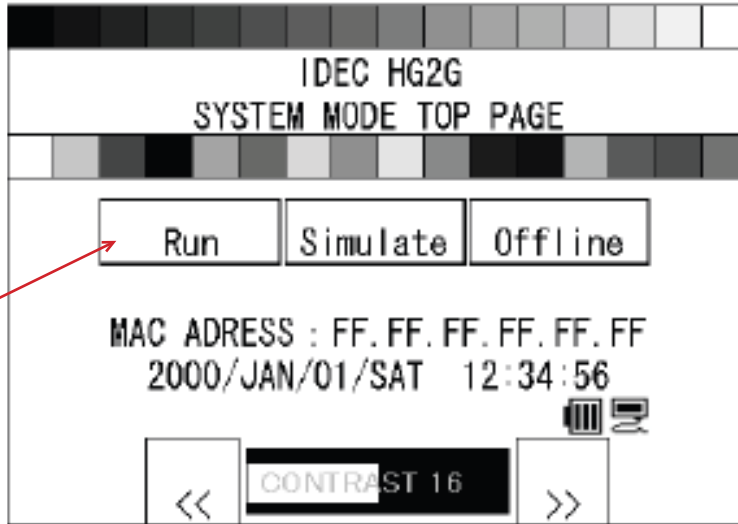 IDEC HG2G
SYSTEM MODE TOP PAGE
Run Simulate Offline
MAC ADRESS : FF.FF.FF.FF.FF.FF
2000/JAN/01/SAT 12:34:56
<< CONTRAST 16 >>